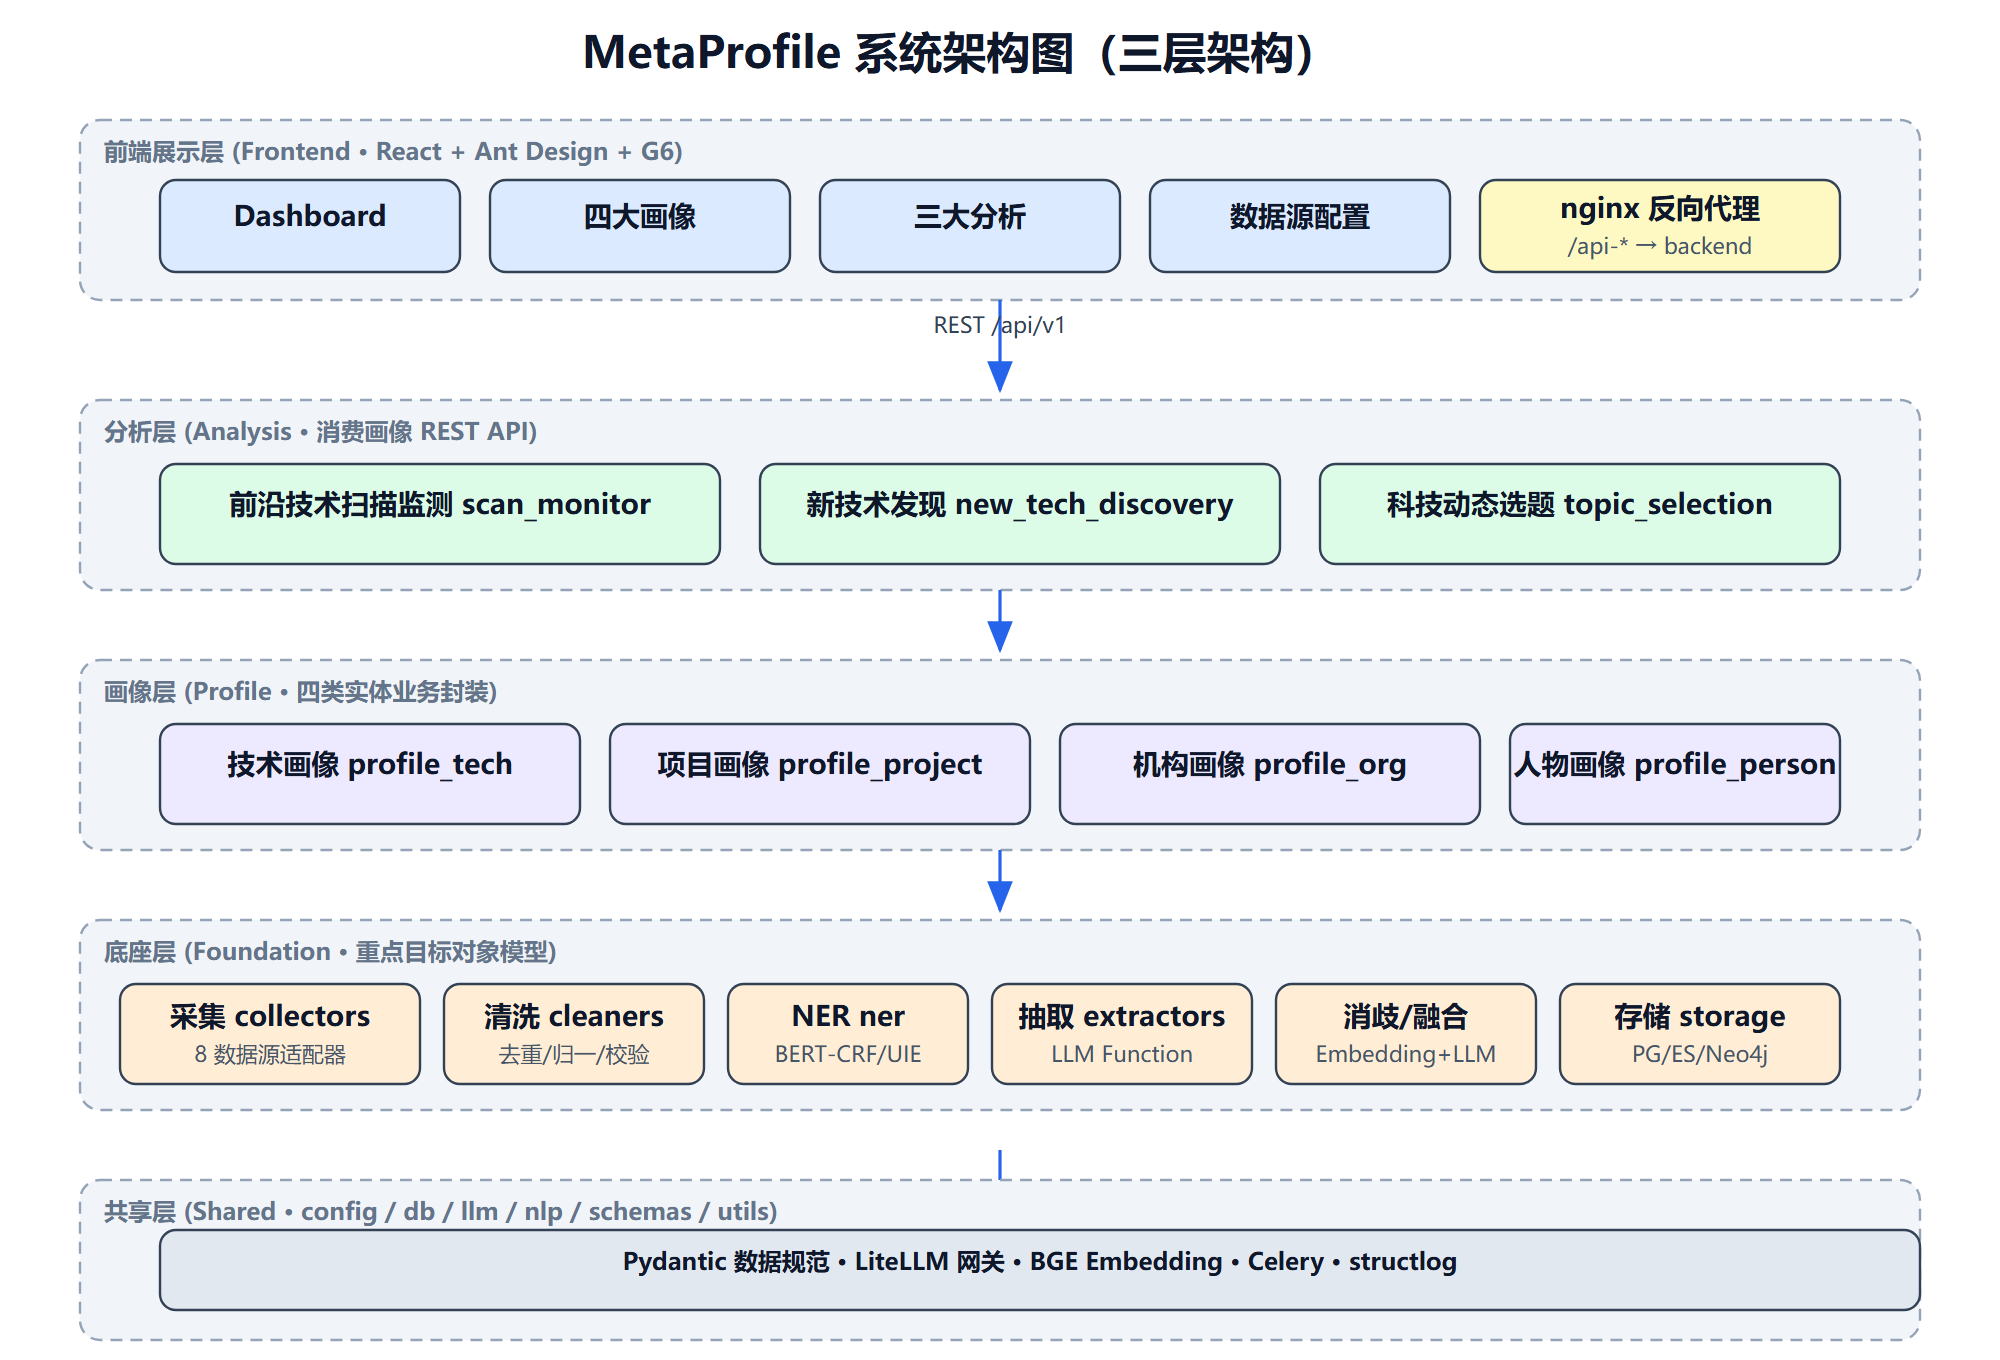 MetaProfile 系统架构图（三层架构）
前端展示层 (Frontend • React + Ant Design + G6)
Dashboard
四大画像
三大分析
数据源配置
nginx 反向代理
/api-* → backend
REST /api/v1
分析层 (Analysis • 消费画像 REST API)
前沿技术扫描监测 scan_monitor
新技术发现 new_tech_discovery
科技动态选题 topic_selection
画像层 (Profile • 四类实体业务封装)
技术画像 profile_tech
项目画像 profile_project
机构画像 profile_org
人物画像 profile_person
底座层 (Foundation • 重点目标对象模型)
采集 collectors
8 数据源适配器
清洗 cleaners
去重/归一/校验
NER ner
BERT-CRF/UIE
抽取 extractors
LLM Function
消歧/融合
Embedding+LLM
存储 storage
PG/ES/Neo4j
共享层 (Shared • config / db / llm / nlp / schemas / utils)
Pydantic 数据规范 • LiteLLM 网关 • BGE Embedding • Celery • structlog